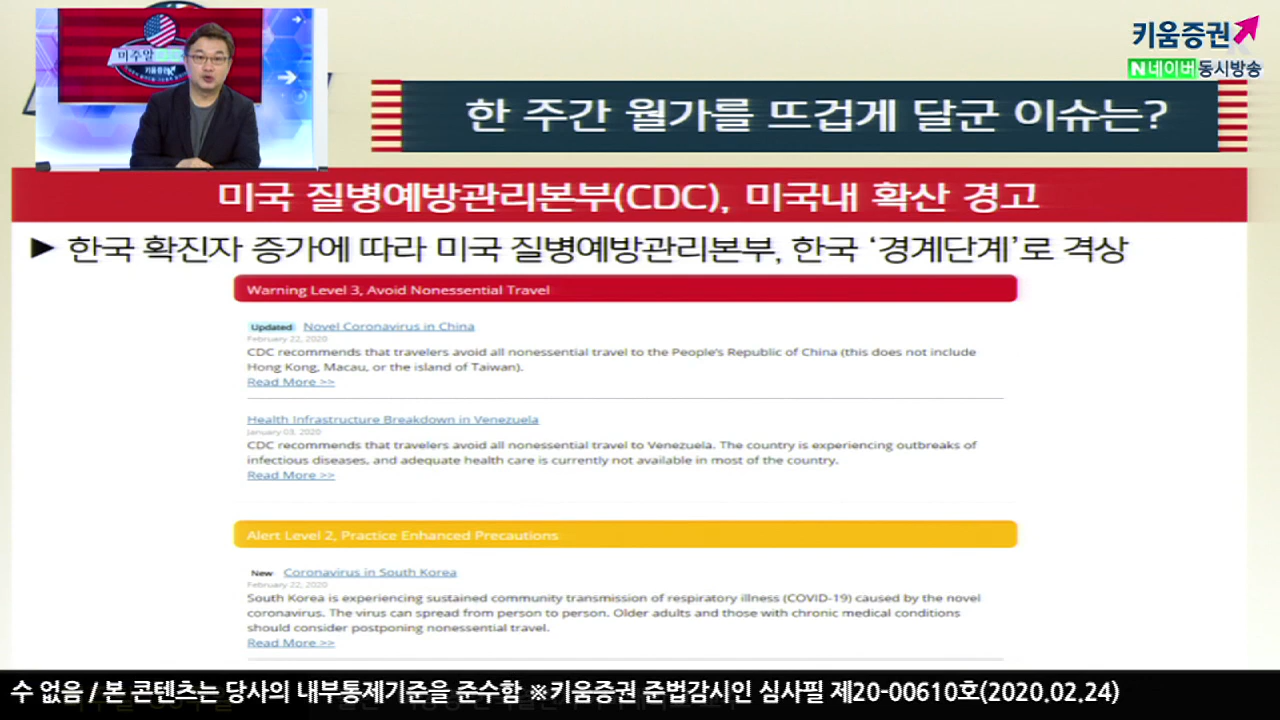 미주알
키움증권
키움증권
N네이버 동시방송
한 주간 월가를 뜨겁게 달군 이슈는?
미국 질병예방관리본부(CDC), 미국내 확산 경고
▶ 한국 확진자 증가에 따라 미국 질병예방관리본부, 한국 ‘경계단계’로 격상
Warning Level 3, Avoid Nonessential Travel
Updated Novel Coronavirus in China
February 22, 2020
CDC recommends that travelers avoid all nonessential travel to the People's Republic of China (this does not include
Hong Kong, Macau, or the island of Taiwan).
Read More >>
Health Infrastructure Breakdown in Venezuela
January 03, 2020
CDC recommends that travelers avoid all nonessential travel to Venezuela. The country is experiencing outbreaks of
infectious diseases, and adequate health care is currently not available in most of the country.
Read More >>
Alert Level 2, Practice Enhanced Precautions
New Coronavirus in South Korea
February 22, 2020
South Korea is experiencing sustained community transmission of respiratory illness (COVID-19) caused by the novel
coronavirus. The virus can spread from person to person. Older adults and those with chronic medical conditions
should consider postponing nonessential travel.
Read More >>
수 없음 / 본 콘텐츠는 당사의 내부통제기준을 준수함 ※키움증권 준법감시인 심사필 제20-00610호(2020.02.24)